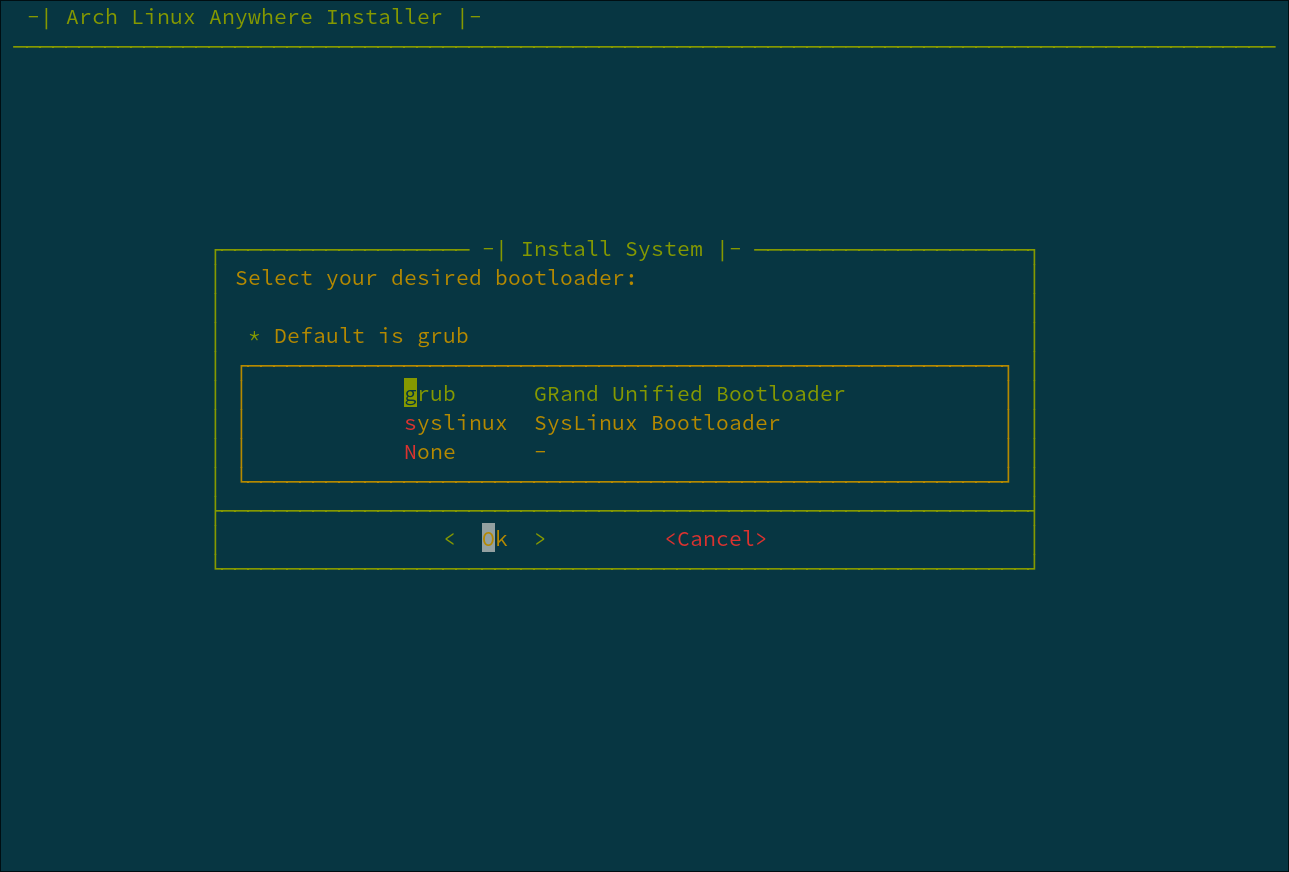 -| Arch Linux Anywhere Installer |-
-| Install System |-
Select your desired bootloader:
* Default is grub
grub GRand Unified Bootloader
syslinux SysLinux Bootloader
None -
< Ok > <Cancel>